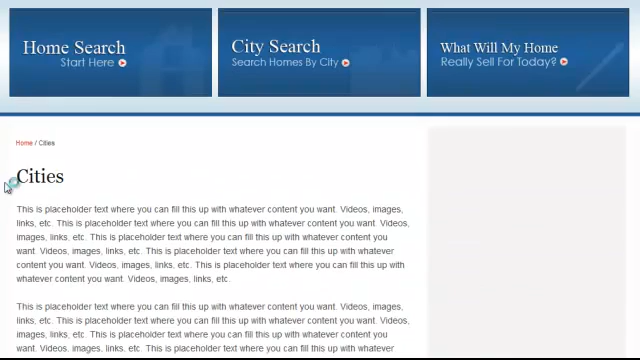 Home Search
Start Here
City Search
Search Homes By City
What Will My Home
Really Sell For Today?
Home / Cities
Cities
This is placeholder text where you can fill this up with whatever content you want. Videos, images,
links, etc. This is placeholder text where you can fill this up with whatever content you want. Videos,
images, links, etc. This is placeholder text where you can fill this up with whatever content you
want. Videos, images, links, etc. This is placeholder text where you can fill this up with whatever
content you want. Videos, images, links, etc. This is placeholder text where you can fill this up with
whatever content you want. Videos, images, links, etc.
This is placeholder text where you can fill this up with whatever content you want. Videos, images,
links, etc. This is placeholder text where you can fill this up with whatever content you want. Videos,
images, links, etc. This is placeholder text where you can fill this up with whatever content you
want. Videos, images, links, etc. This is placeholder text where you can fill this up with whatever